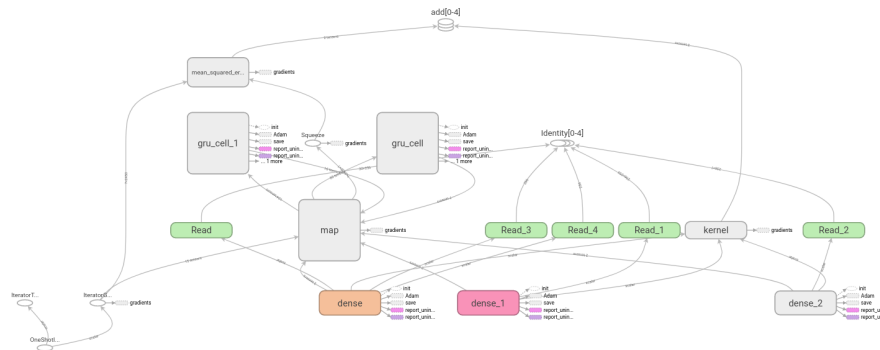 add[0-4]
mean_squared_er...
gradients
gru_cell_1
init
Adam
save
report_unin...
report_unin...
1 more
Squeeze
gradients
gru_cell
init
Adam
save
report_unin...
report_unin...
1 more
Identity[0-4]
Read
map
gradients
Read_3
Read_4
Read_1
kernel
gradients
Read_2
IteratorT...
IteratorG...
gradients
dense
init
Adam
save
report_unin...
report_unin...
dense_1
init
Adam
save
report_unin...
report_unin...
dense_2
init
Adam
save
report_u
report_u
OneShotI...